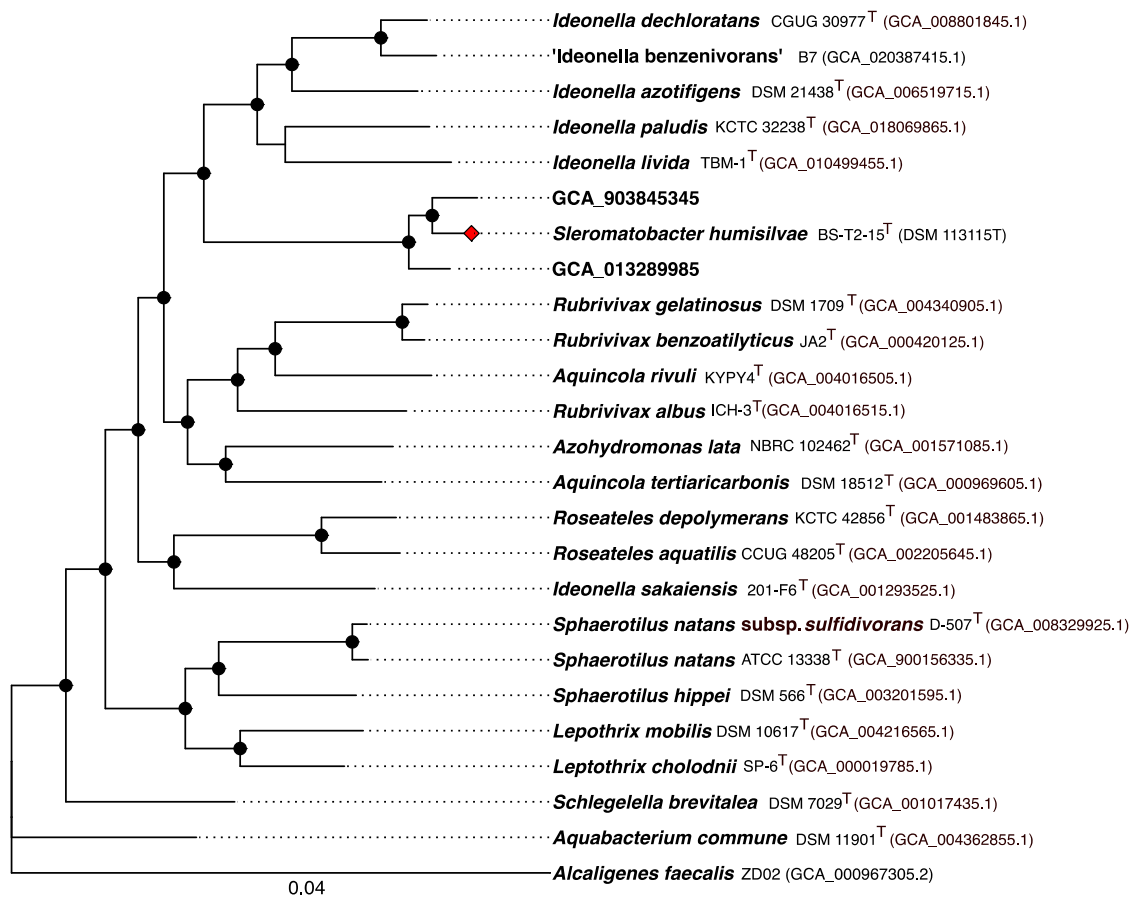 Ideonella dechloratans CGUG 30977T (GCA_008801845.1)
'Ideonella benzenivorans' B7 (GCA_020387415.1)
Ideonella azotifigens DSM 21438T (GCA_006519715.1)
Ideonella paludis KCTC 32238T (GCA_018069865.1)
Ideonella livida TBM-1T (GCA_010499455.1)
GCA_903845345
Sleromatobacter humisilvae BS-T2-15T (DSM 113115T)
GCA_013289985
Rubrivivax gelatinosus DSM 1709 T (GCA_004340905.1)
Rubrivivax benzoatilyticus JA2T (GCA_000420125.1)
Aquincola rivuli KYPY4T (GCA_004016505.1)
Rubrivivax albus ICH-3T(GCA_004016515.1)
Azohydromonas lata NBRC 102462T (GCA_001571085.1)
Aquincola tertiaricarbonis DSM 18512T (GCA_000969605.1)
Roseateles depolymerans KCTC 42856T (GCA_001483865.1)
Roseateles aquatilis CCUG 48205T (GCA_002205645.1)
Ideonella sakaiensis 201-F6T (GCA_001293525.1)
Sphaerotilus natans subsp. sulfidivorans D-507T (GCA_008329925.1)
Sphaerotilus natans ATCC 13338T (GCA_900156335.1)
Sphaerotilus hippei DSM 566T (GCA_003201595.1)
Lepothrix mobilis DSM 10617T (GCA_004216565.1)
Leptothrix cholodnii SP-6T (GCA_000019785.1)
Schlegelella brevitalea DSM 7029T (GCA_001017435.1)
Aquabacterium commune DSM 11901T (GCA_004362855.1)
Alcaligenes faecalis ZD02 (GCA_000967305.2)
0.04